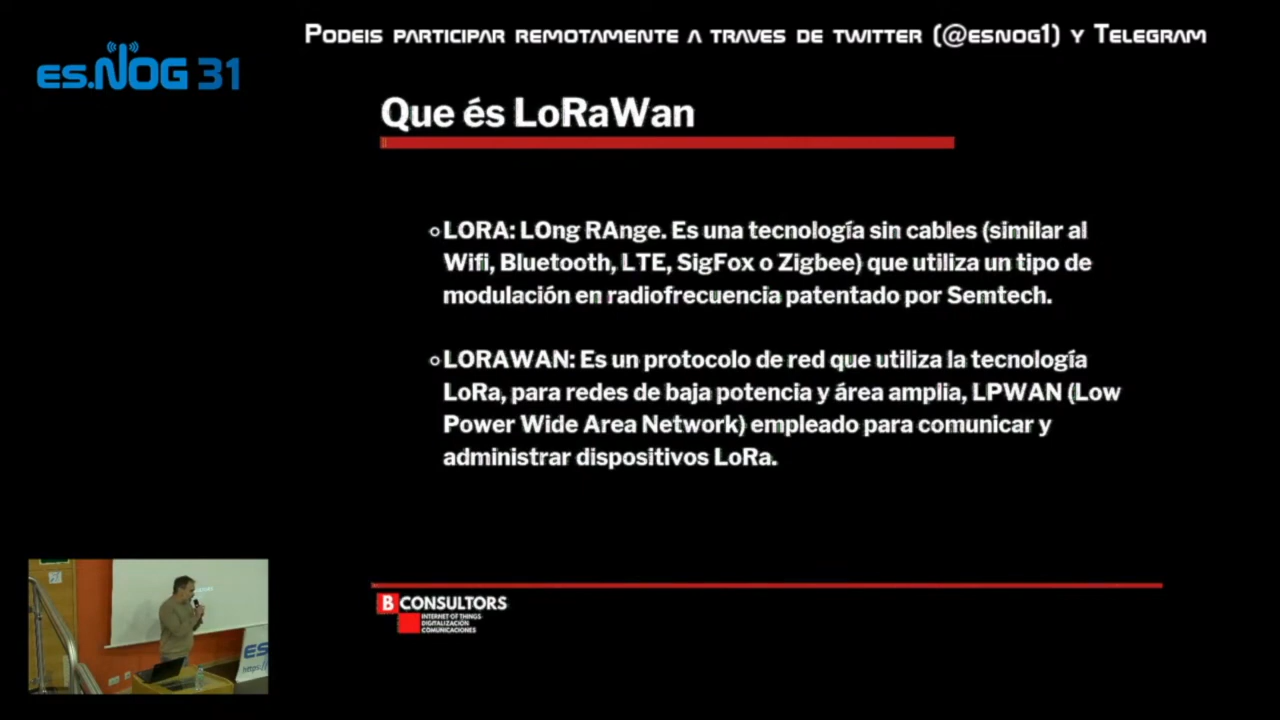 PODEIS PARTICIPAR REMOTAMENTE A TRAVES DE TWITTER (@ESNOG1) Y TELEGRAM
es.NOG 31
Que és LoRaWan
LORA: LOng RAnge. Es una tecnología sin cables (similar al
Wifi, Bluetooth, LTE, SigFox o Zigbee) que utiliza un tipo de
modulación en radiofrecuencia patentado por Semtech.
LORAWAN: Es un protocolo de red que utiliza la tecnología
LoRa, para redes de baja potencia y área amplia, LPWAN (Low
Power Wide Area Network) empleado para comunicar y
administrar dispositivos LoRa.
B CONSULTORS
INTERNET OF THINGS
DIGITALIZACIÓN
COMUNICACIONES
ES
https:/